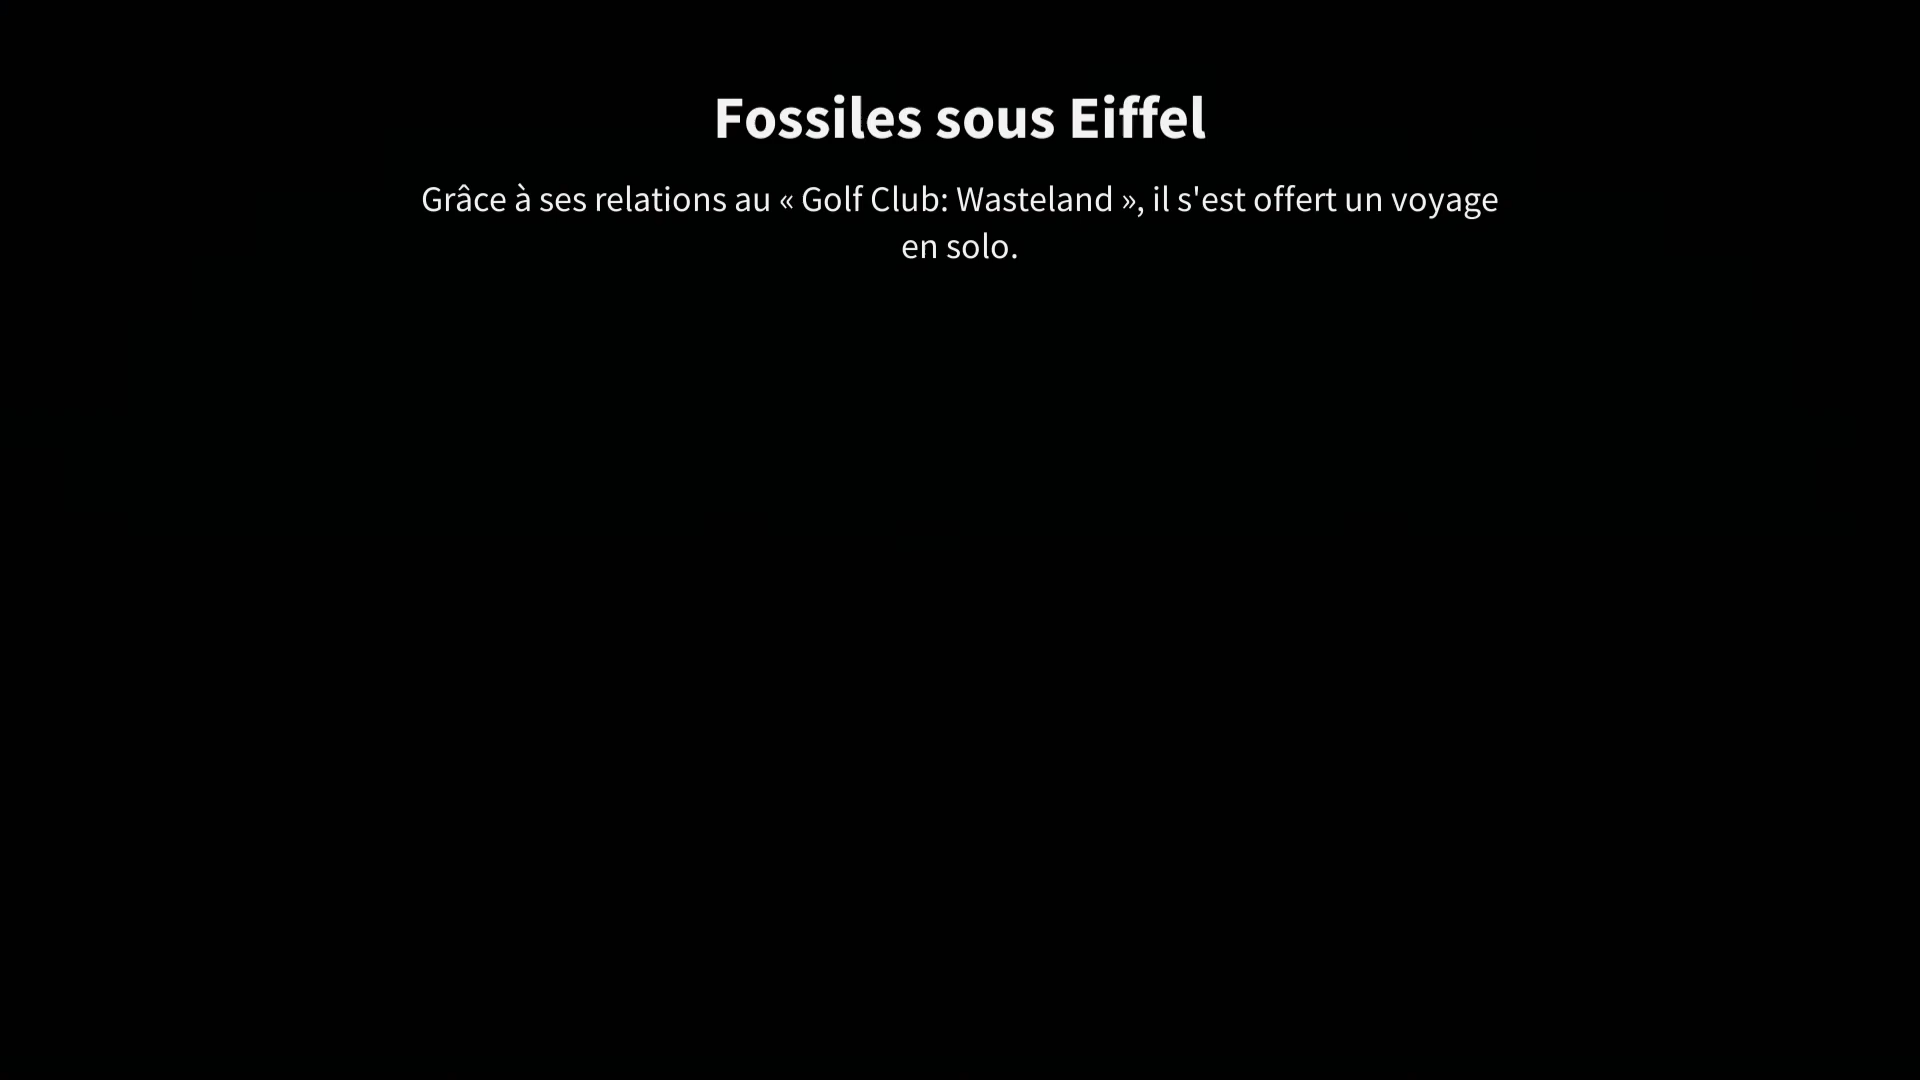 Fossiles sous Eiffel
Grâce à ses relations au « Golf Club: Wasteland », il s'est offert un voyage
en solo.